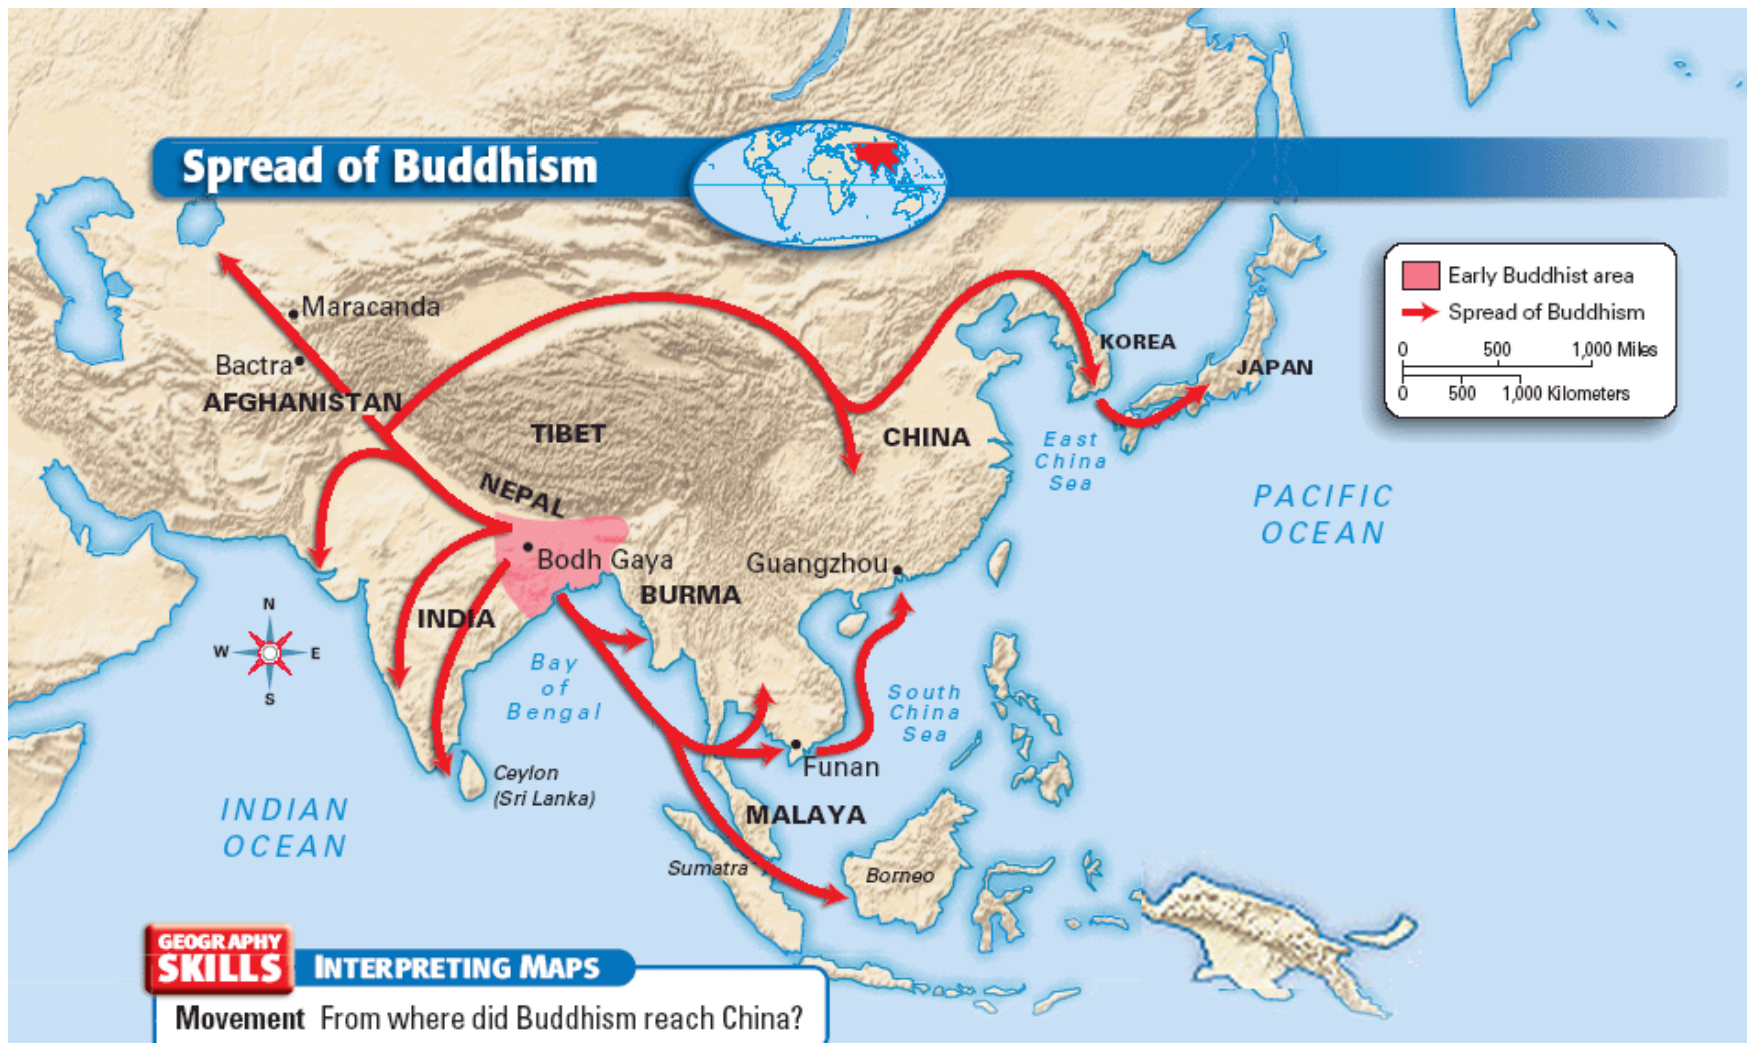 Spread of Buddhism
Early Buddhist area
Spread of Buddhism
0 500 1,000 Miles
0 500 1,000 Kilometers
Maracanda
Bactra
AFGHANISTAN
TIBET
NEPAL
CHINA
KOREA
JAPAN
East
China
Sea
PACIFIC
OCEAN
Bodh Gaya
Guangzhou
BURMA
INDIA
N
W E
S
Bay
of
Bengal
South
China
Sea
Ceylon
(Sri Lanka)
Funan
MALAYA
INDIAN
OCEAN
Sumatra
Borneo
GEOGRAPHY
SKILLS
INTERPRETING MAPS
Movement From where did Buddhism reach China?